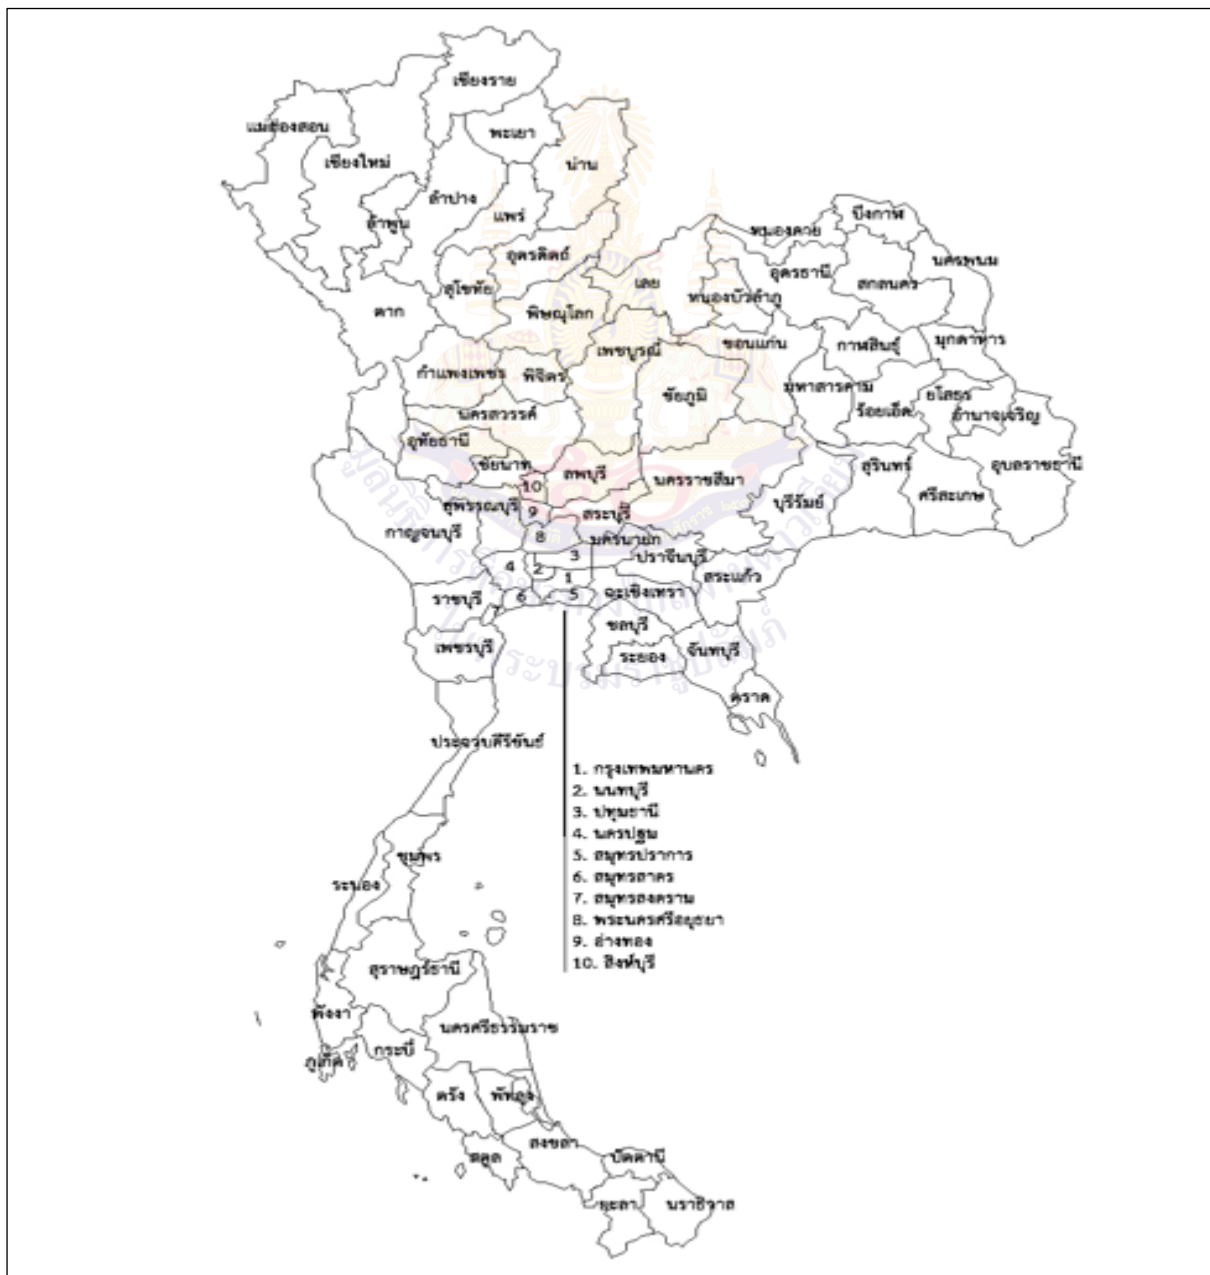 เชียงราย
แม่ฮ่องสอน
พะเยา
เชียงใหม่
น่าน
ลำปาง
แพร่
ลำพูน
บึงกาฬ
หนองคาย
อุตรดิตถ์
นครพนม
อุดรธานี
สุโขทัย
เลย
สกลนคร
หนองบัวลำภู
ตาก
พิษณุโลก
ขอนแก่น
กาฬสินธุ์
มุกดาหาร
เพชรบูรณ์
กำแพงเพชร
พิจิตร
ชัยภูมิ
มหาสารคาม
ยโสธร
ร้อยเอ็ด
อำนาจเจริญ
นครสวรรค์
อุทัยธานี
ชัยนาท
ลพบุรี
นครราชสีมา
สุรินทร์
อุบลราชธานี
10
บุรีรัมย์
ศรีสะเกษ
สุพรรณบุรี
9
สระบุรี
กาญจนบุรี
8
นครนายก
3
ปราจีนบุรี
4
2
1
สระแก้ว
ราชบุรี
6
5
ฉะเชิงเทรา
ชลบุรี
เพชรบุรี
ระยอง
จันทบุรี
ตราด
ประจวบคีรีขันธ์
1. กรุงเทพมหานคร
2. นนทบุรี
3. ปทุมธานี
4. นครปฐม
5. สมุทรปราการ
6. สมุทรสาคร
7. สมุทรสงคราม
8. พระนครศรีอยุธยา
9. อ่างทอง
10. สิงห์บุรี
ชุมพร
ระนอง
สุราษฎร์ธานี
พังงา
นครศรีธรรมราช
กระบี่
ภูเก็ต
ตรัง
พัทลุง
สงขลา
สตูล
ปัตตานี
ยะลา
นราธิวาส